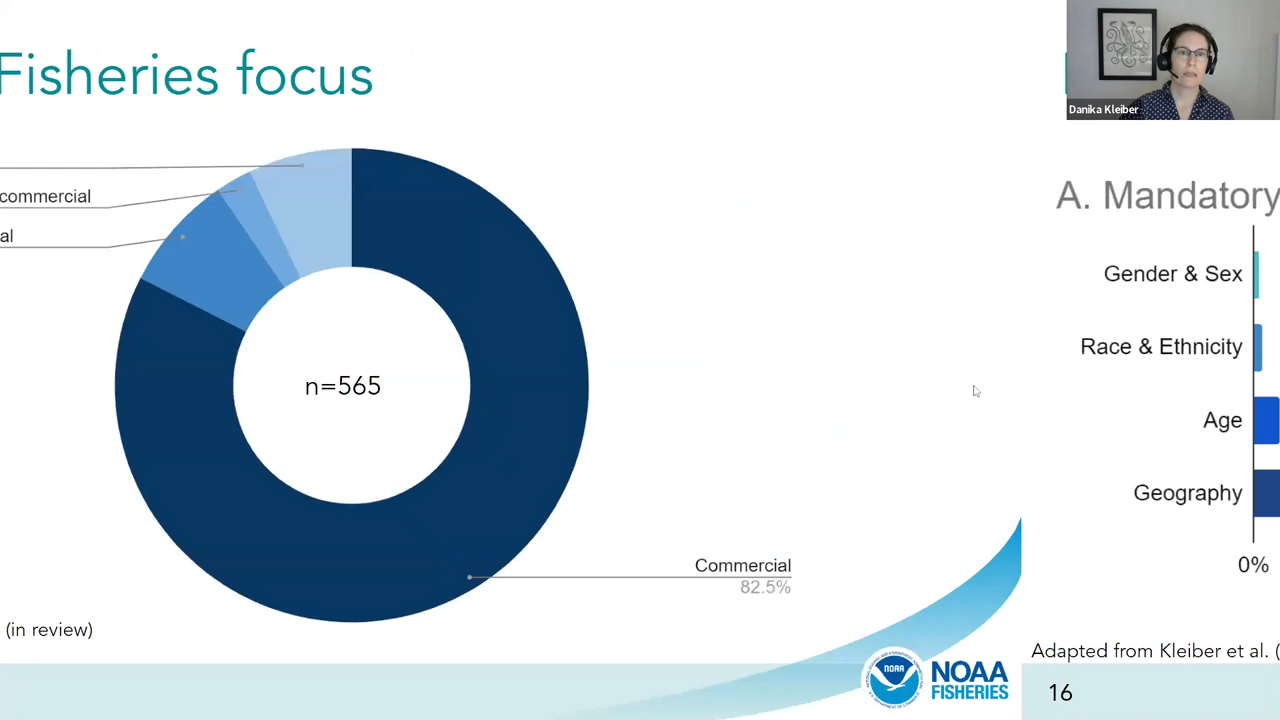 Fisheries focus
commercial
al
n=565
Commercial
82.5%
(in review)
NOAA
NOAA
FISHERIES
Danika Kleiber
A. Mandatory
Gender & Sex
Race & Ethnicity
Age
Geography
0%
Adapted from Kleiber et al. (
16